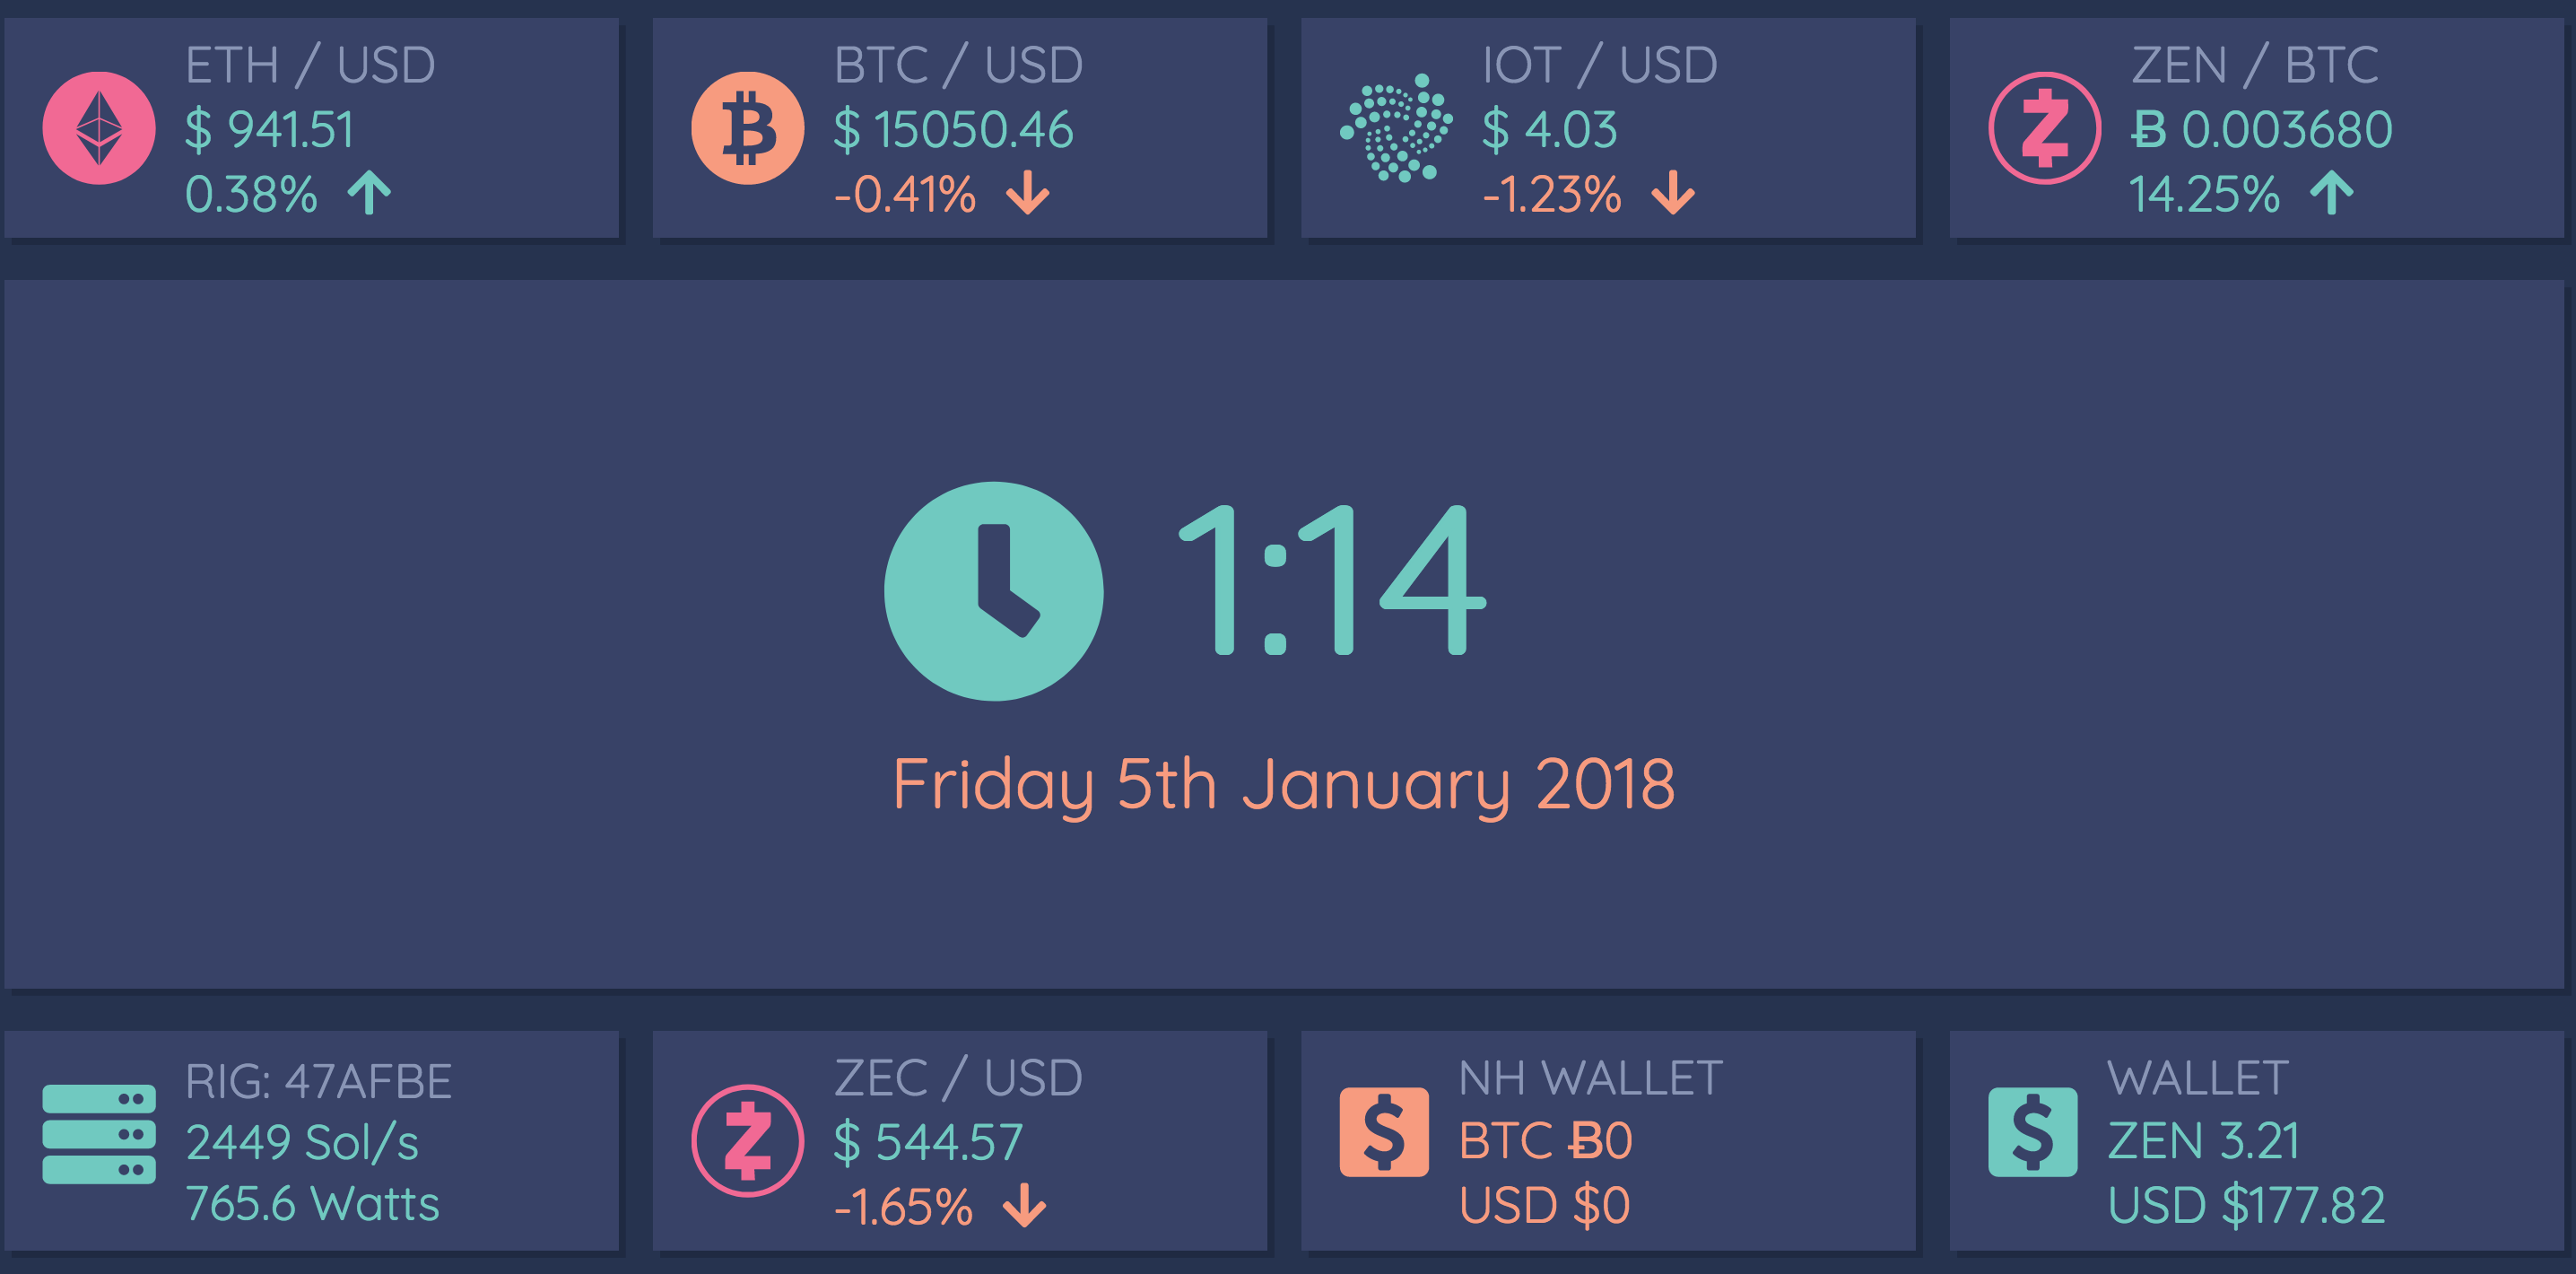 ETH / USD
$ 941.51
0.38%
BTC / USD
$ 15050.46
-0.41%
IOT / USD
$ 4.03
-1.23%
ZEN / BTC
Ƀ 0.003680
14.25%
1:14
Friday 5th January 2018
RIG: 47AFBE
2449 Sol/s
765.6 Watts
ZEC / USD
$ 544.57
-1.65%
NH WALLET
BTC Ƀ0
USD $0
WALLET
ZEN 3.21
USD $177.82